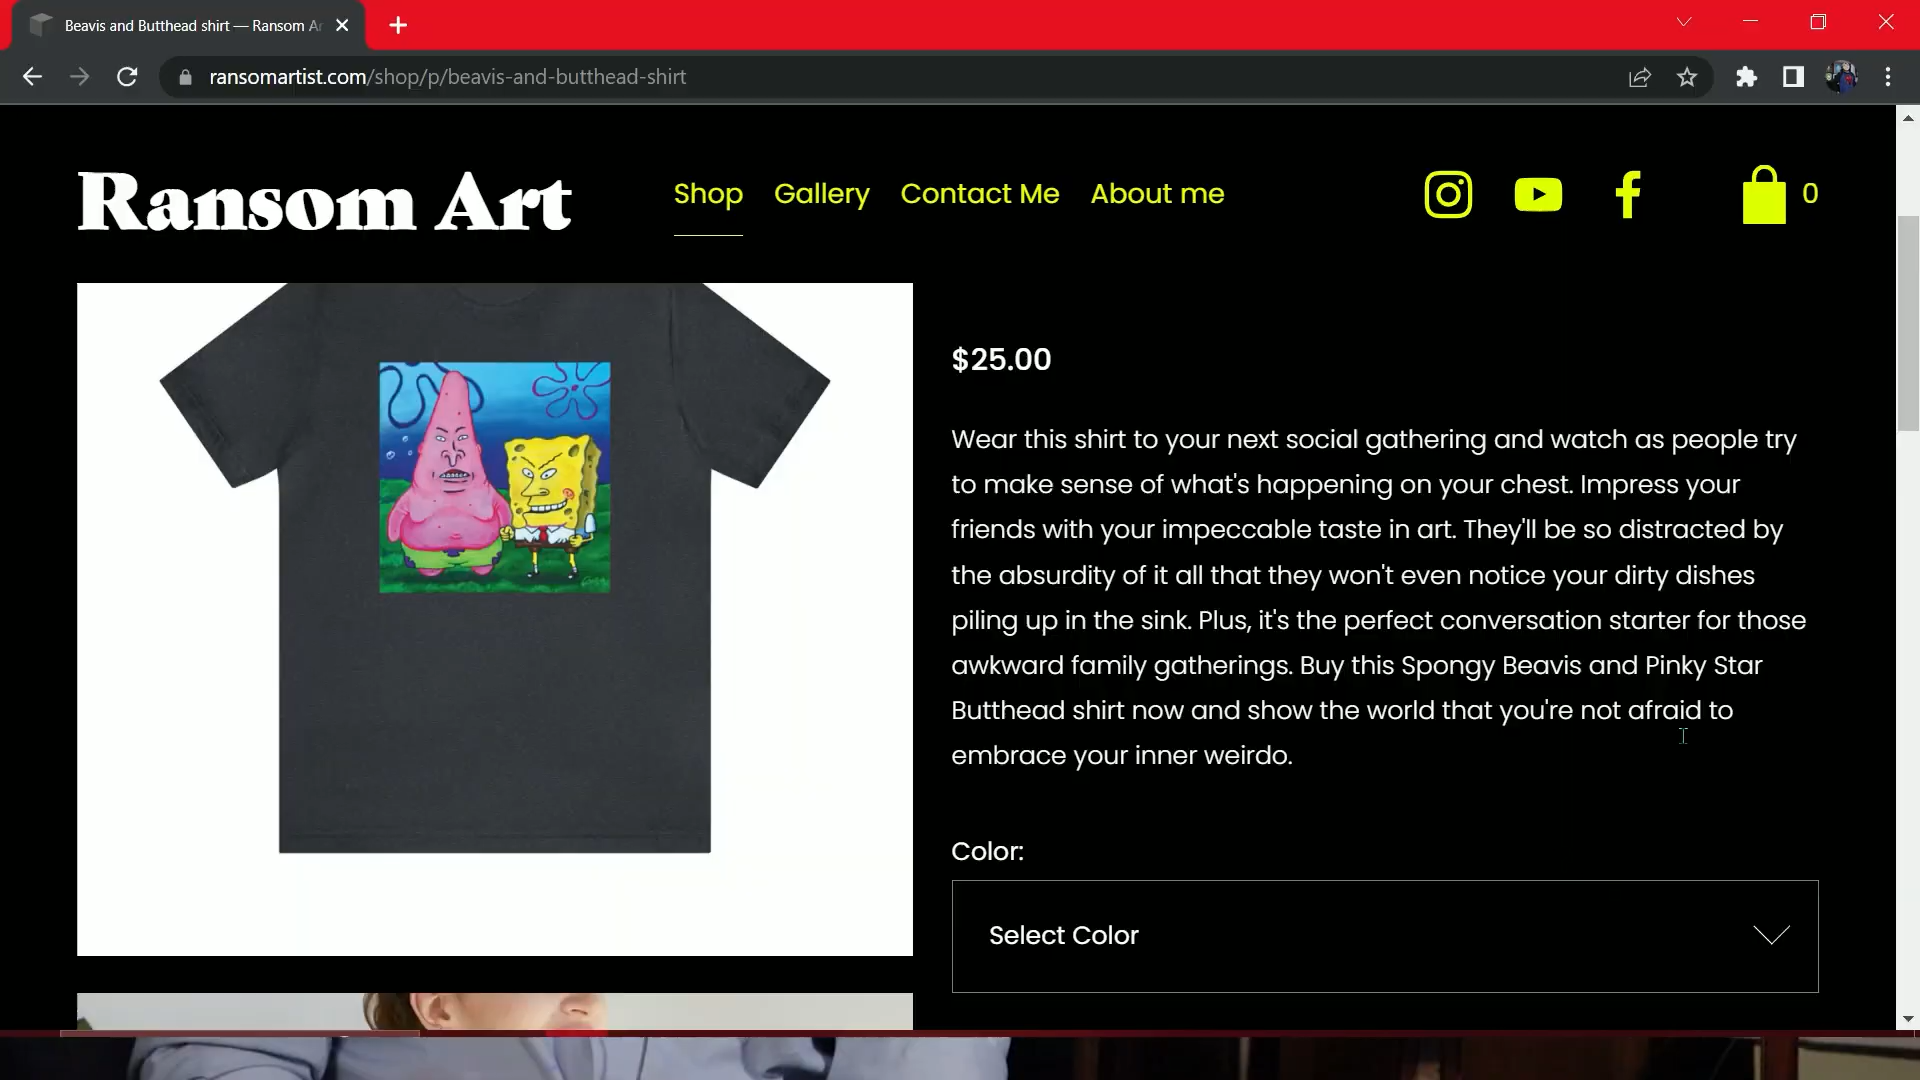 Beavis and Butthead shirt — Ransom Ar
ransomartist.com/shop/p/beavis-and-butthead-shirt
Ransom Art
Shop
Gallery
Contact Me
About me
0
$25.00
Wear this shirt to your next social gathering and watch as people try
to make sense of what's happening on your chest. Impress your
friends with your impeccable taste in art. They'll be so distracted by
the absurdity of it all that they won't even notice your dirty dishes
piling up in the sink. Plus, it's the perfect conversation starter for those
awkward family gatherings. Buy this Spongy Beavis and Pinky Star
Butthead shirt now and show the world that you're not afraid to
embrace your inner weirdo.
Color:
Select Color